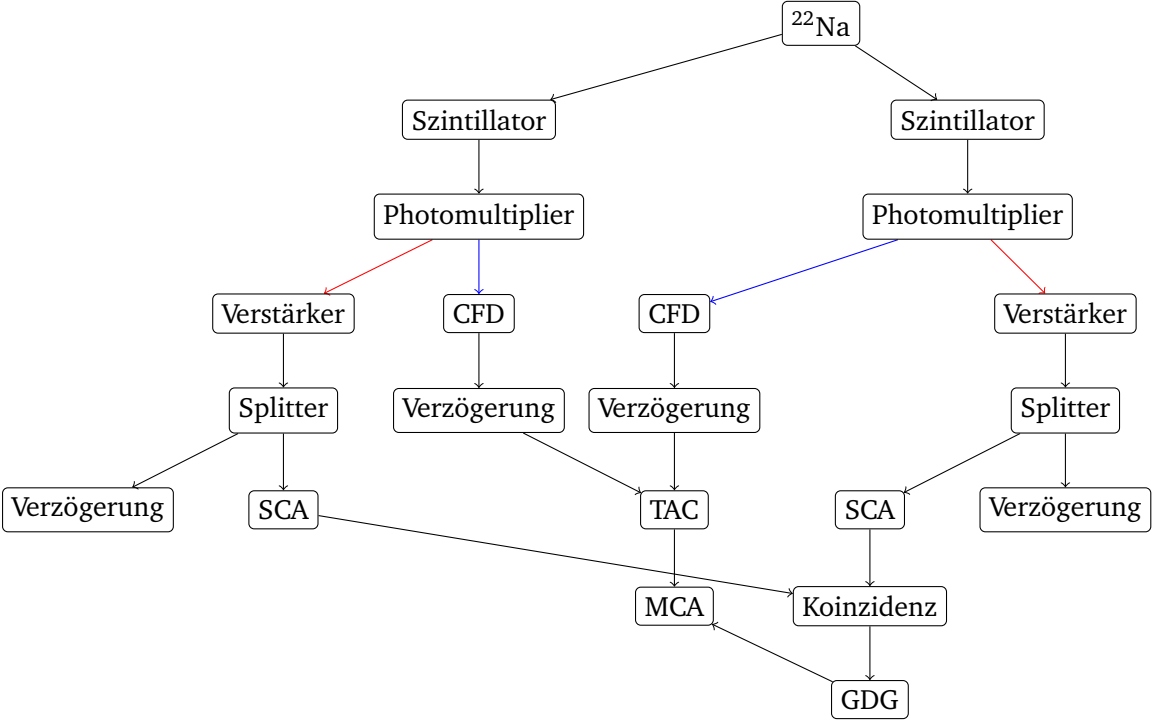 ²²Na
Szintillator
Szintillator
Photomultiplier
Photomultiplier
Verstärker
CFD
CFD
Verstärker
Splitter
Verzögerung
Verzögerung
Splitter
Verzögerung
SCA
TAC
SCA
Verzögerung
MCA
Koinzidenz
GDG